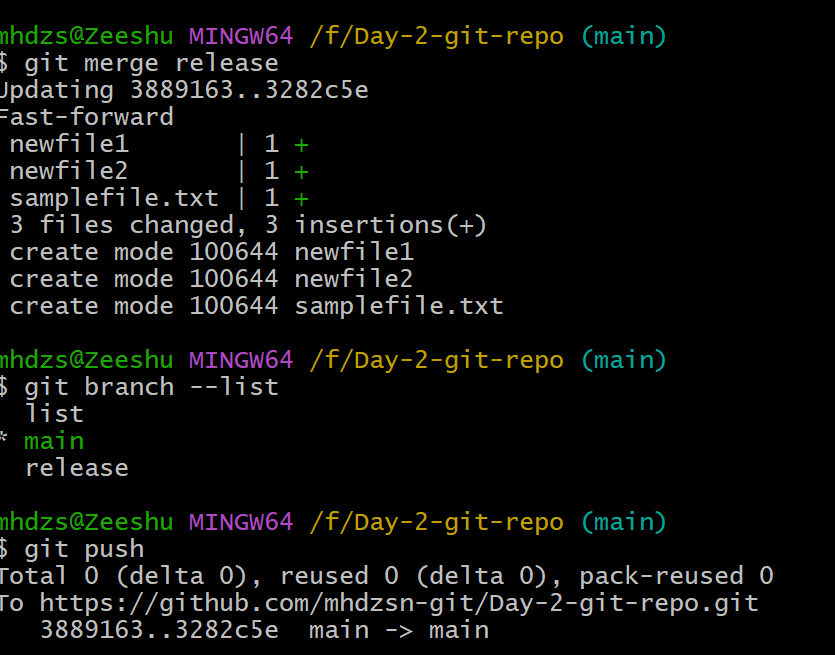 mhdzs@Zeeshu MINGW64 /f/Day-2-git-repo (main)
$ git merge release
Updating 3889163..3282c5e
Fast-forward
 newfile1       | 1 +
 newfile2       | 1 +
 samplefile.txt | 1 +
 3 files changed, 3 insertions(+)
 create mode 100644 newfile1
 create mode 100644 newfile2
 create mode 100644 samplefile.txt
mhdzs@Zeeshu MINGW64 /f/Day-2-git-repo (main)
$ git branch --list
  list
* main
  release
mhdzs@Zeeshu MINGW64 /f/Day-2-git-repo (main)
$ git push
Total 0 (delta 0), reused 0 (delta 0), pack-reused 0
To https://github.com/mhdzsn-git/Day-2-git-repo.git
   3889163..3282c5e  main -> main